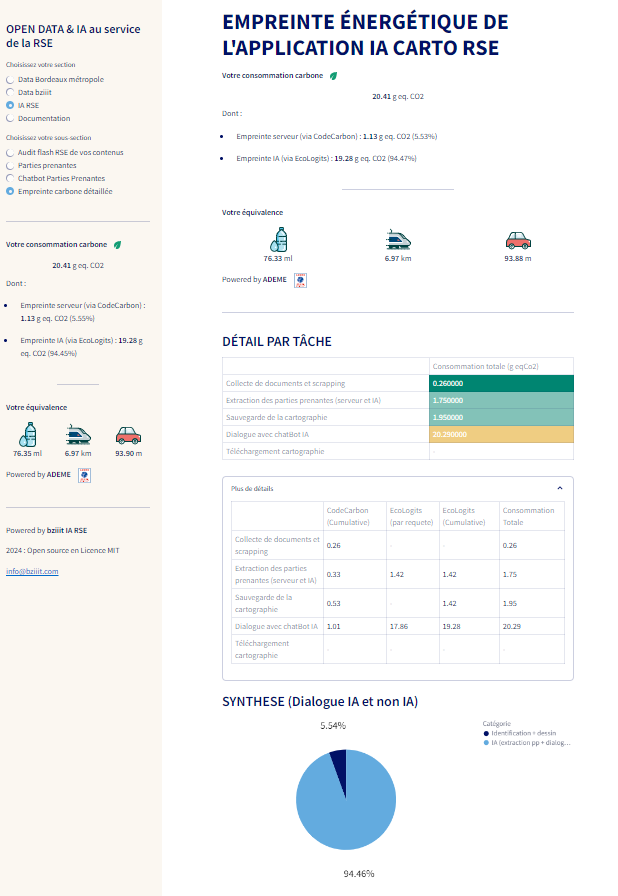 OPEN DATA & IA au service
de la RSE
Choisissez votre section
Data Bordeaux métropole
Data bziiit
IA RSE
Documentation
Choisissez votre sous-section
Audit flash RSE de vos contenus
Parties prenantes
Chatbot Parties Prenantes
Empreinte carbone détaillée
Votre consommation carbone
20.41 g eq. CO2
Dont :
Empreinte serveur (via CodeCarbon) :
1.13 g eq. CO2 (5.55%)
Empreinte IA (via EcoLogits) : 19.28 g
eq. CO2 (94.45%)
Votre équivalence
76.35 ml 6.97 km 93.90 m
Powered by ADEME
Powered by bziiit IA RSE
2024 : Open source en Licence MIT
info@bziiit.com
EMPREINTE ÉNERGÉTIQUE DE
L'APPLICATION IA CARTO RSE
Votre consommation carbone
20.41 g eq. CO2
Dont :
Empreinte serveur (via CodeCarbon) : 1.13 g eq. CO2 (5.53%)
Empreinte IA (via EcoLogits) : 19.28 g eq. CO2 (94.47%)
Votre équivalence
76.33 ml 6.97 km 93.88 m
Powered by ADEME
DÉTAIL PAR TÂCHE
Consommation totale (g eqCo2)
Collecte de documents et scrapping 0.260000
Extraction des parties prenantes (serveur et IA) 1.750000
Sauvegarde de la cartographie 1.950000
Dialogue avec chatBot IA 20.290000
Téléchargement cartographie -
Plus de détails
CodeCarbon EcoLogits EcoLogits Consommation
(Cumulative) (par requete) (Cumulative) Totale
Collecte de documents et
scrapping 0.26 - - 0.26
Extraction des parties
prenantes (serveur et IA) 0.33 1.42 1.42 1.75
Sauvegarde de la
cartographie 0.53 - 1.42 1.95
Dialogue avec chatBot IA 1.01 17.86 19.28 20.29
Téléchargement
cartographie - - - -
SYNTHESE (Dialogue IA et non IA)
5.54%
Catégorie
Identification + dessin
IA (extraction pp + dialog…
94.46%